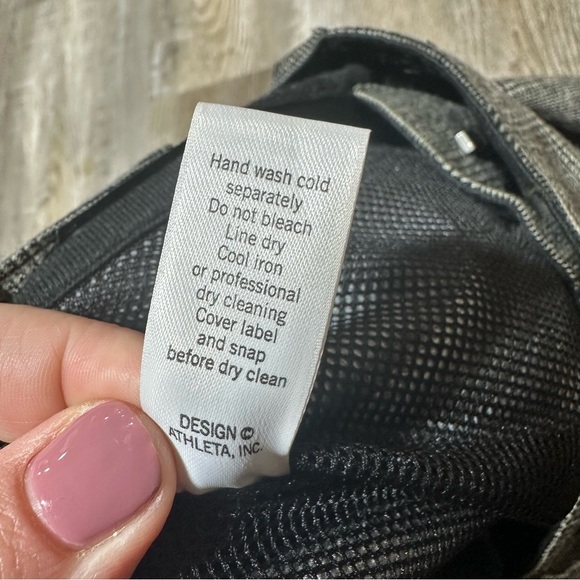 Hand wash cold
separately
Do not bleach
Line dry
Cool iron
or professional
dry cleaning
Cover label
and snap
before dry clean
DESIGN ©
ATHLETA, INC.